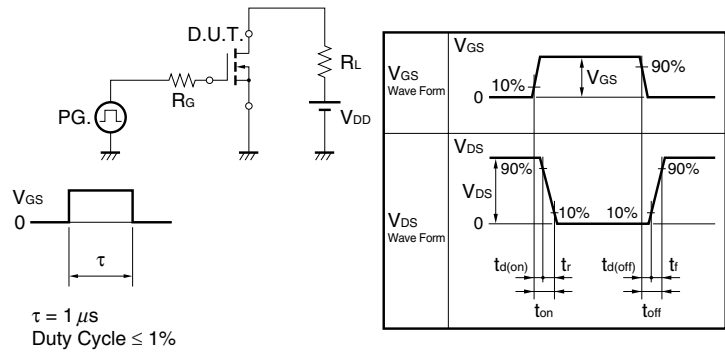 D.U.T.
RL
RG
PG.
VDD
VGS
0
τ
τ = 1 μs
Duty Cycle ≤ 1%
VGS
Wave Form
VGS
10%
VGS
90%
0
VDS
Wave Form
VDS
90%
VDS
90%
10%
10%
0
td(on)
tr
td(off)
tf
ton
toff